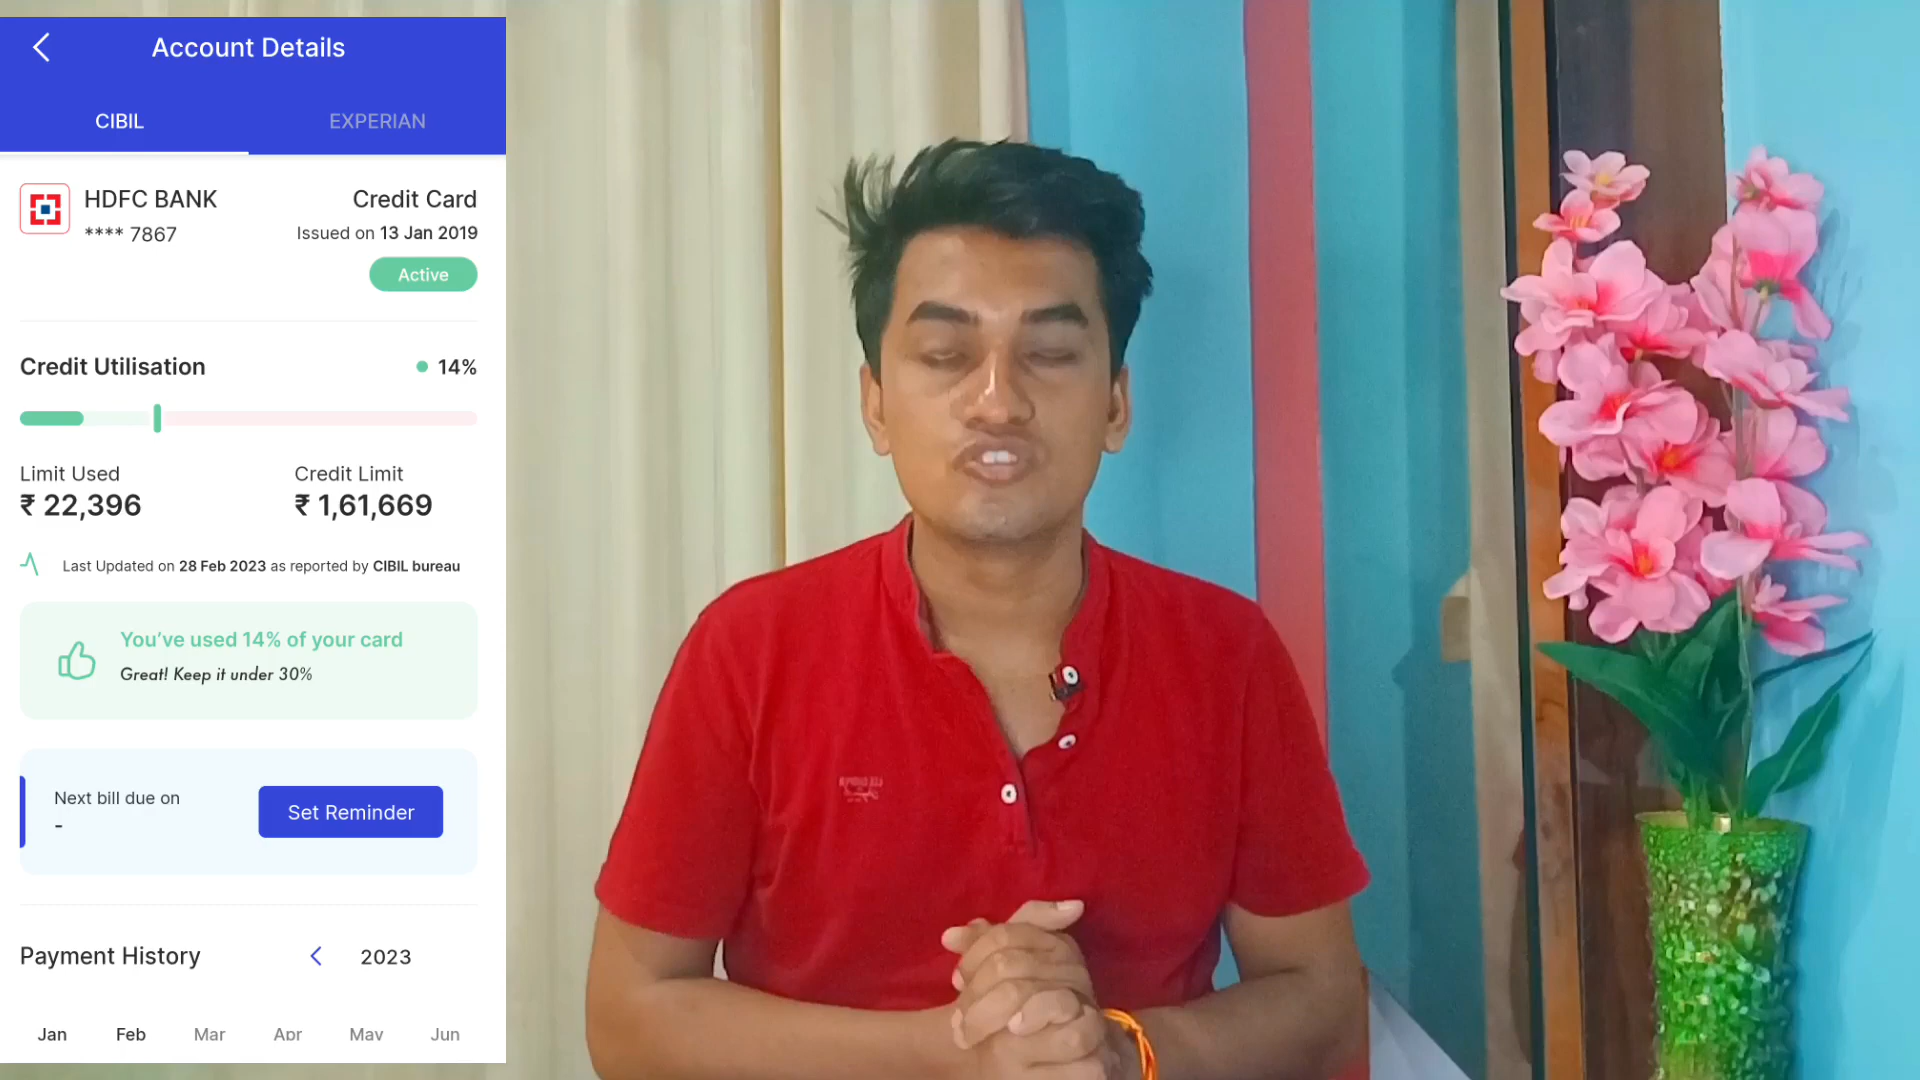 Account Details
CIBIL
EXPERIAN
HDFC BANK
Credit Card
**** 7867
Issued on 13 Jan 2019
Active
Credit Utilisation
14%
Limit Used
Credit Limit
₹ 22,396
₹ 1,61,669
Last Updated on 28 Feb 2023 as reported by CIBIL bureau
You've used 14% of your card
Great! Keep it under 30%
Next bill due on
-
Set Reminder
Payment History
2023
Jan Feb Mar Apr May Jun